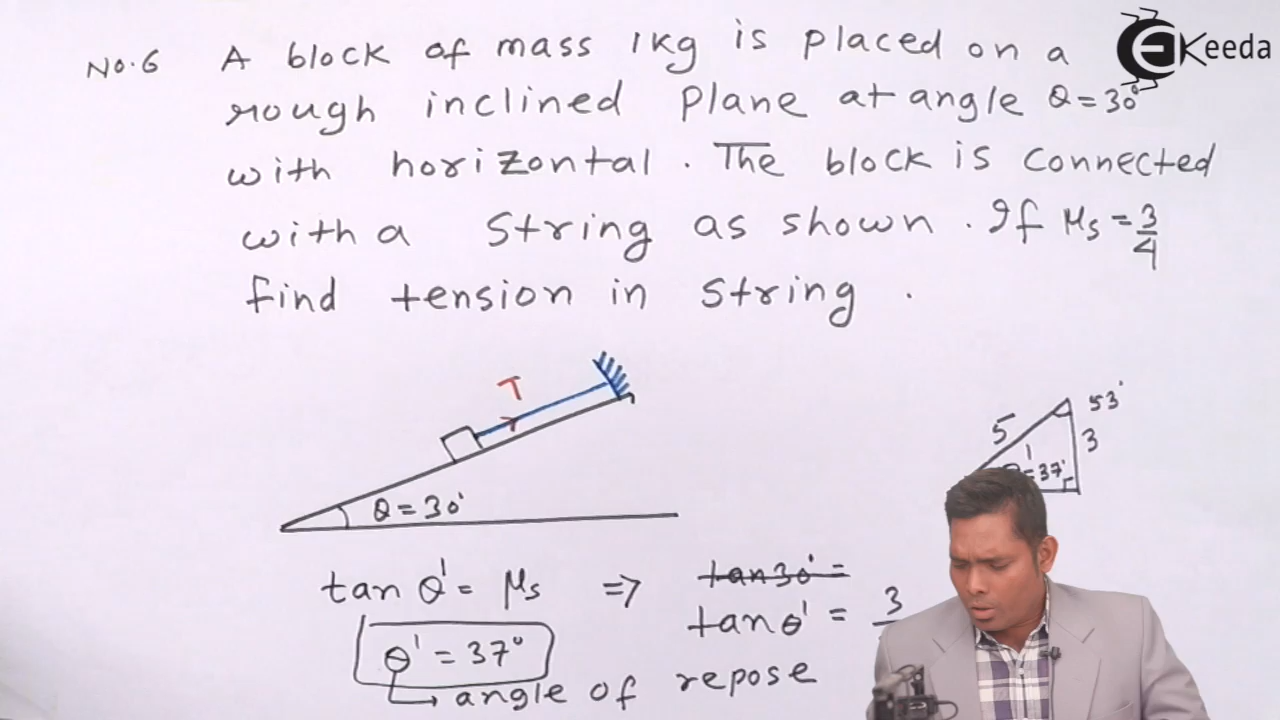 No.6 A block of mass 1kg is placed on a
rough inclined plane at angle θ = 30°
with horizontal. The block is connected
with a string as shown. If μs = 3/4
find tension in string.
Ekeeda
T
θ = 30°
53°
5
3
θ' = 37°
tan θ' = μs ⇒ tan 30° =
tan θ' = 3
θ' = 37°
angle of repose